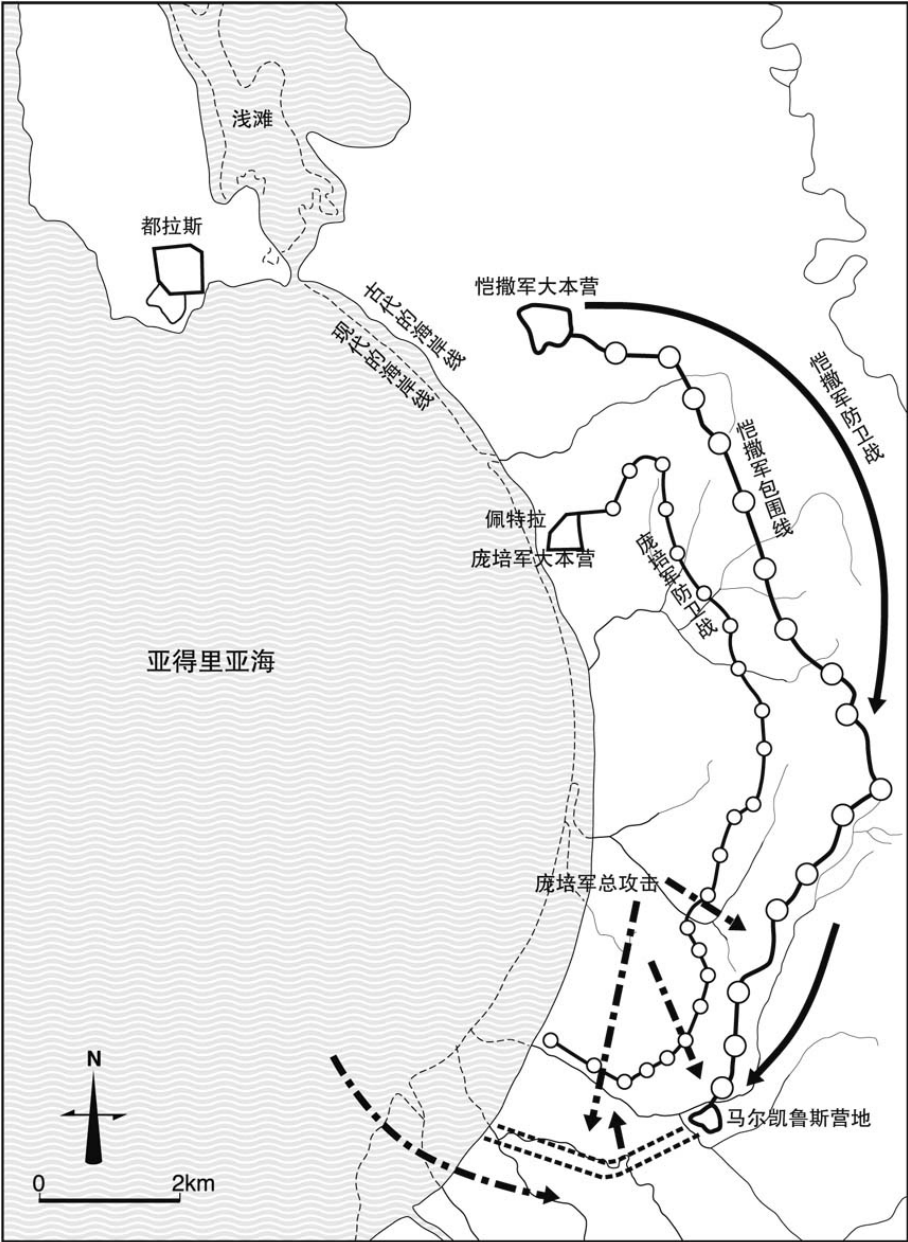 浅滩
都拉斯
恺撒军大本营
古代的海岸线
现代的海岸线
恺撒军防卫战
恺撒军包围线
佩特拉
庞培军大本营
庞培军防卫战
亚得里亚海
庞培军总攻击
N
马尔凯鲁斯营地
0 2km